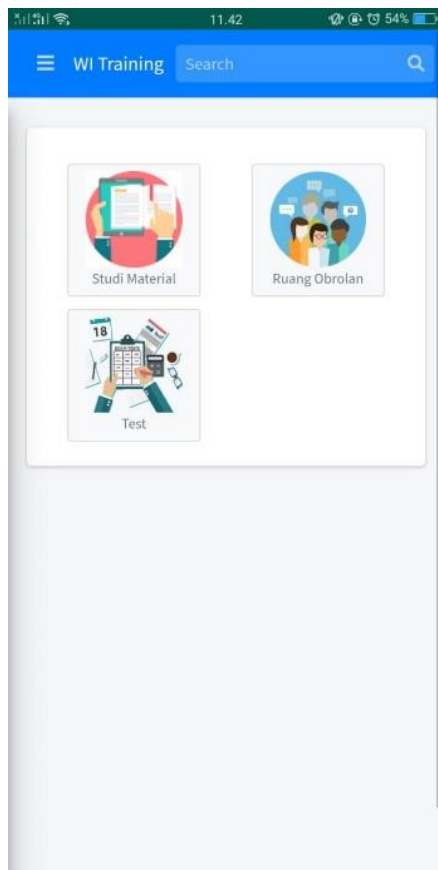 11.42
54%
WI Training
Search
Studi Material
Ruang Obrolan
18
Test